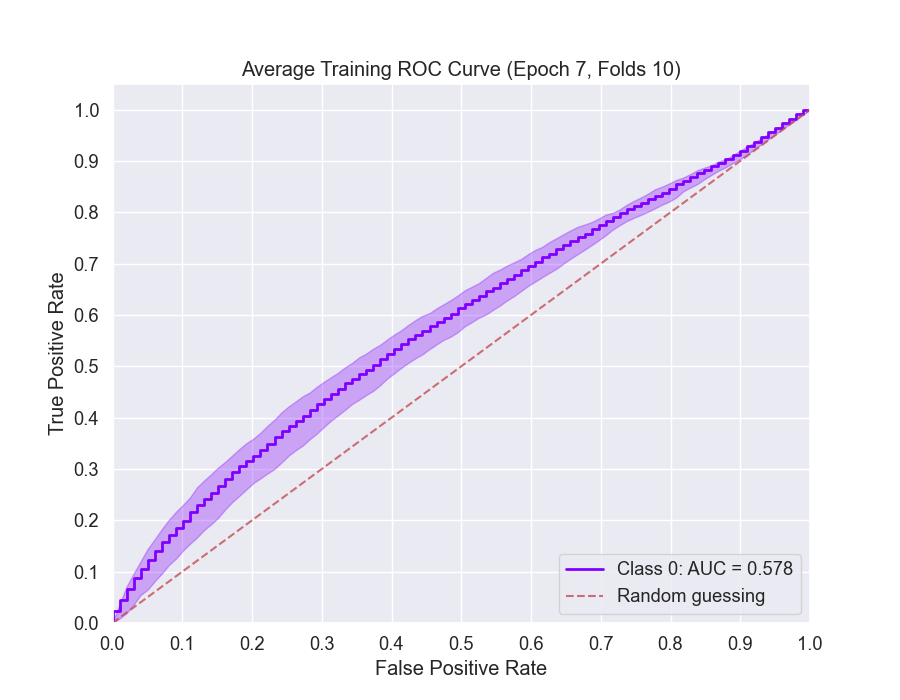 Average Training ROC Curve (Epoch 7, Folds 10)
True Positive Rate
1.0
0.9
0.8
0.7
0.6
0.5
0.4
0.3
0.2
0.1
0.0
Class 0: AUC = 0.578
Random guessing
0.0 0.1 0.2 0.3 0.4 0.5 0.6 0.7 0.8 0.9 1.0
False Positive Rate